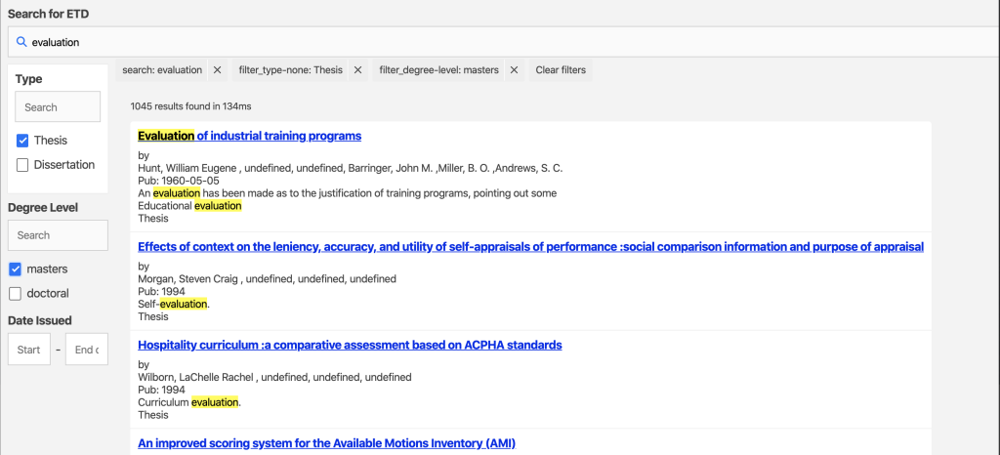 Search for ETD
evaluation
Type
Search
Thesis
Dissertation
Degree Level
Search
masters
doctoral
Date Issued
Start - End
search: evaluation × filter_type-none: Thesis × filter_degree-level: masters × Clear filters
1045 results found in 134ms
Evaluation of industrial training programs
by
Hunt, William Eugene , undefined, undefined, Barringer, John M. ,Miller, B. O. ,Andrews, S. C.
Pub: 1960-05-05
An evaluation has been made as to the justification of training programs, pointing out some
Educational evaluation
Thesis
Effects of context on the leniency, accuracy, and utility of self-appraisals of performance :social comparison information and purpose of appraisal
by
Morgan, Steven Craig , undefined, undefined, undefined
Pub: 1994
Self-evaluation.
Thesis
Hospitality curriculum :a comparative assessment based on ACPHA standards
by
Wilborn, LaChelle Rachel , undefined, undefined, undefined
Pub: 1994
Curriculum evaluation.
Thesis
An improved scoring system for the Available Motions Inventory (AMI)